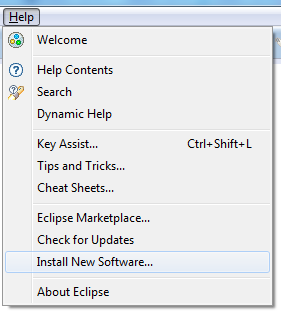 Help
Welcome
Help Contents
Search
Dynamic Help
Key Assist... Ctrl+Shift+L
Tips and Tricks...
Cheat Sheets...
Eclipse Marketplace...
Check for Updates
Install New Software...
About Eclipse